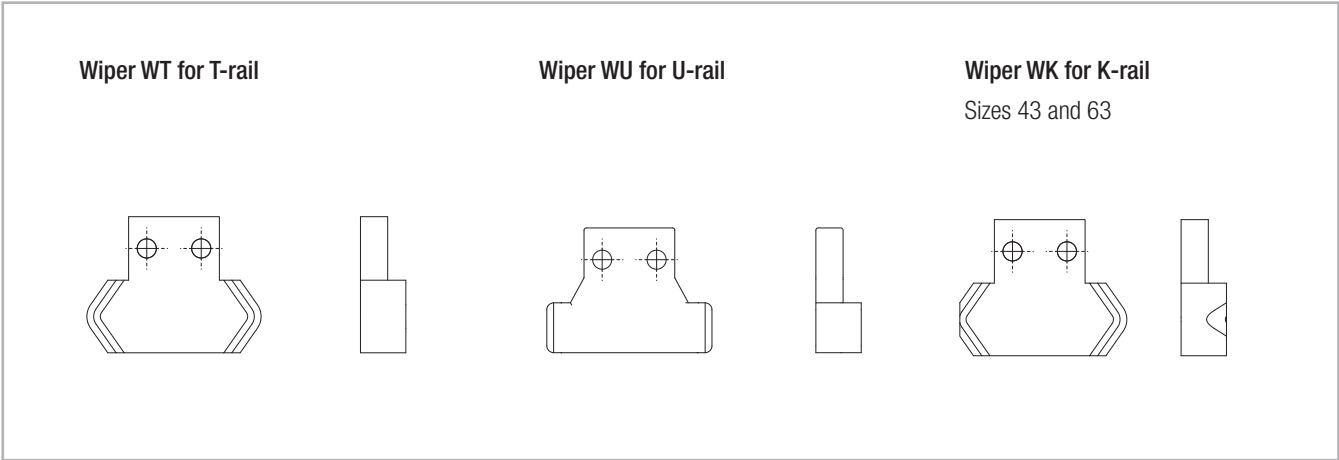 Wiper WT for T-rail
Wiper WU for U-rail
Wiper WK for K-rail
Sizes 43 and 63